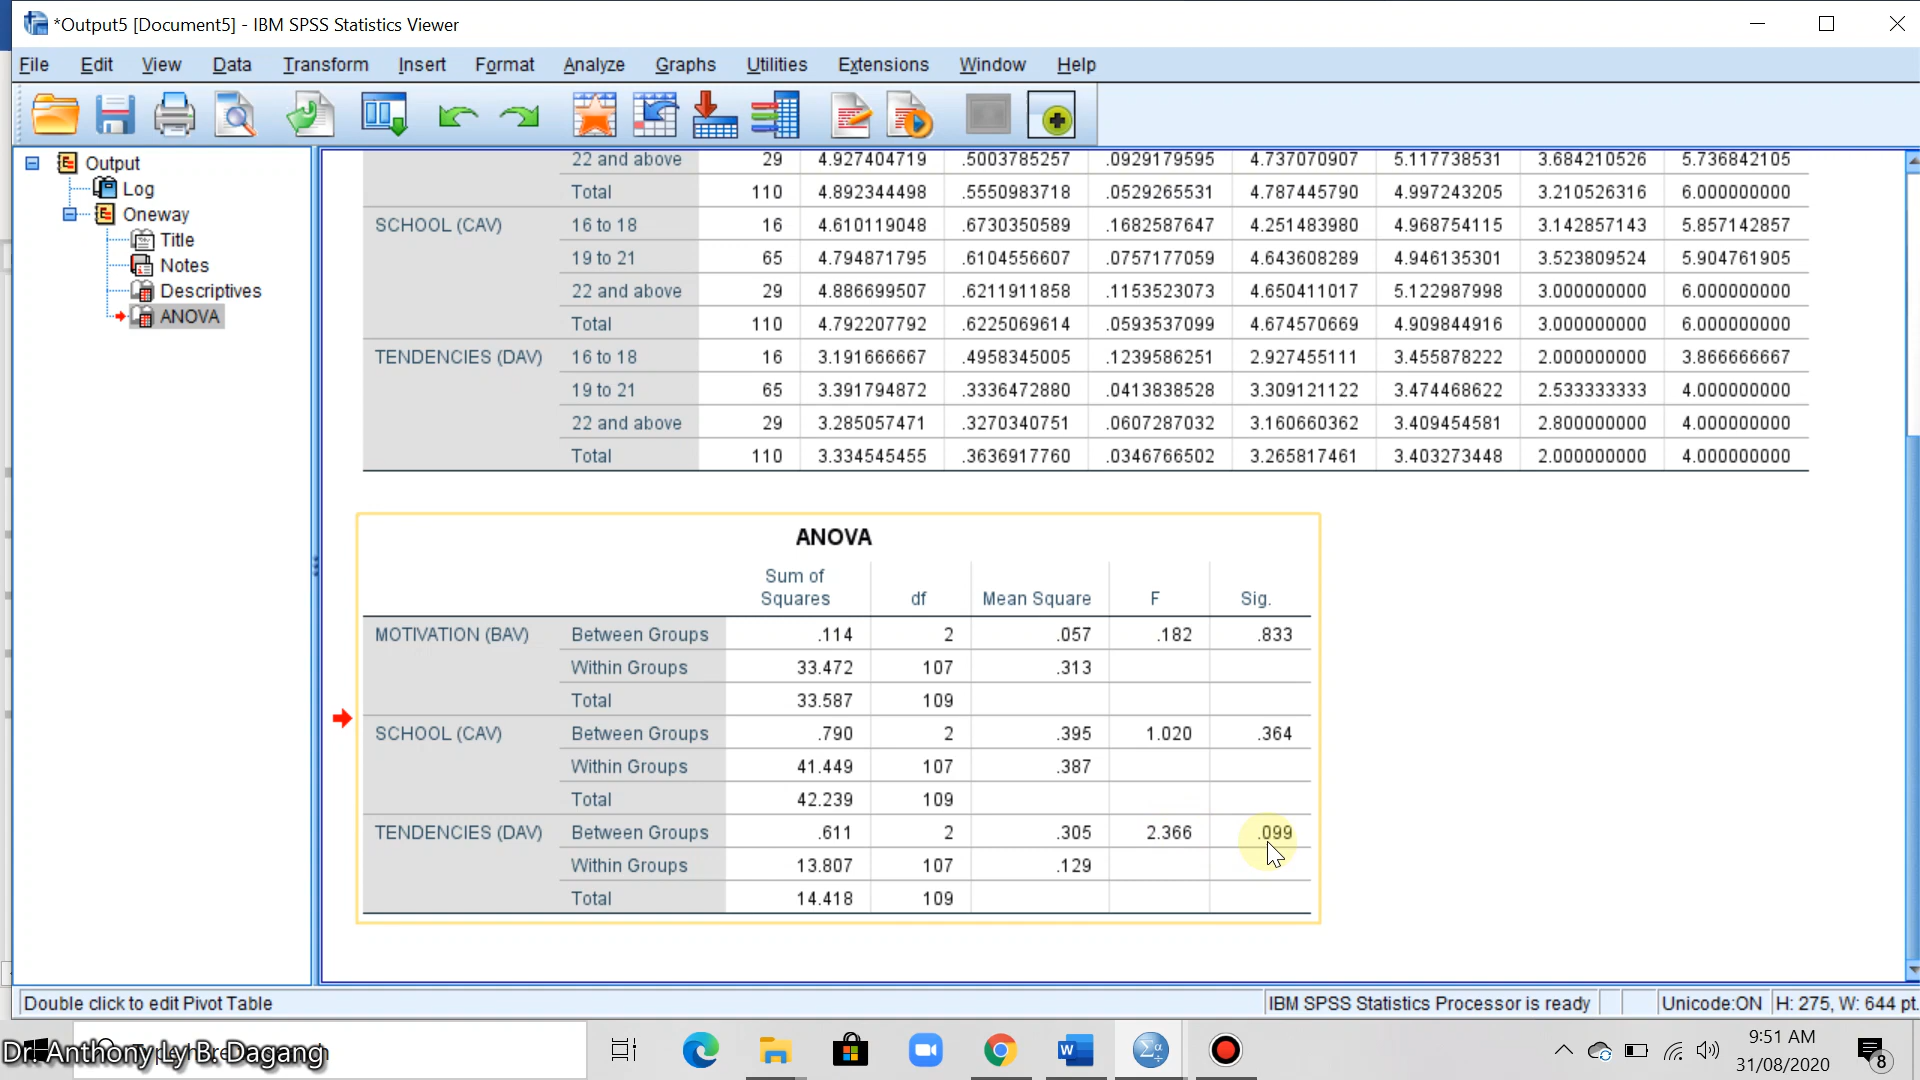 *Output5 [Document5] - IBM SPSS Statistics Viewer
File Edit View Data Transform Insert Format Analyze Graphs Utilities Extensions Window Help
Output
Log
Oneway
Title
Notes
Descriptives
ANOVA
22 and above 29 4.927404719 .5003785257 .0929179595 4.737070907 5.117738531 3.684210526 5.736842105
Total 110 4.892344498 .5550983718 .0529265531 4.787445790 4.997243205 3.210526316 6.000000000
SCHOOL (CAV) 16 to 18 16 4.610119048 .6730350589 .1682587647 4.251483980 4.968754115 3.142857143 5.857142857
19 to 21 65 4.794871795 .6104556607 .0757177059 4.643608289 4.946135301 3.523809524 5.904761905
22 and above 29 4.886699507 .6211911858 .1153523073 4.650411017 5.122987998 3.000000000 6.000000000
Total 110 4.792207792 .6225069614 .0593537099 4.674570669 4.909844916 3.000000000 6.000000000
TENDENCIES (DAV) 16 to 18 16 3.191666667 .4958345005 .1239586251 2.927455111 3.455878222 2.000000000 3.866666667
19 to 21 65 3.391794872 .3336472880 .0413838528 3.309121122 3.474468622 2.533333333 4.000000000
22 and above 29 3.285057471 .3270340751 .0607287032 3.160660362 3.409454581 2.800000000 4.000000000
Total 110 3.334545455 .3636917760 .0346766502 3.265817461 3.403273448 2.000000000 4.000000000
ANOVA
Sum of
Squares df Mean Square F Sig.
MOTIVATION (BAV) Between Groups .114 2 .057 .182 .833
Within Groups 33.472 107 .313
Total 33.587 109
SCHOOL (CAV) Between Groups .790 2 .395 1.020 .364
Within Groups 41.449 107 .387
Total 42.239 109
TENDENCIES (DAV) Between Groups .611 2 .305 2.366 .099
Within Groups 13.807 107 .129
Total 14.418 109
Double click to edit Pivot Table IBM SPSS Statistics Processor is ready Unicode:ON H: 275, W: 644 pt.
Dr. Anthony Ly B. Dagang
9:51 AM
31/08/2020
8